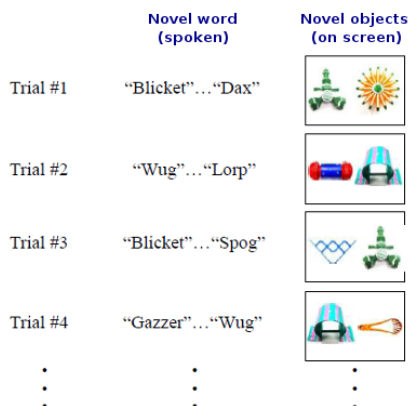 Novel word (spoken)
Novel objects (on screen)
Trial #1 “Blicket”…“Dax”
Trial #2 “Wug”…“Lorp”
Trial #3 “Blicket”…“Spog”
Trial #4 “Gazzer”…“Wug”